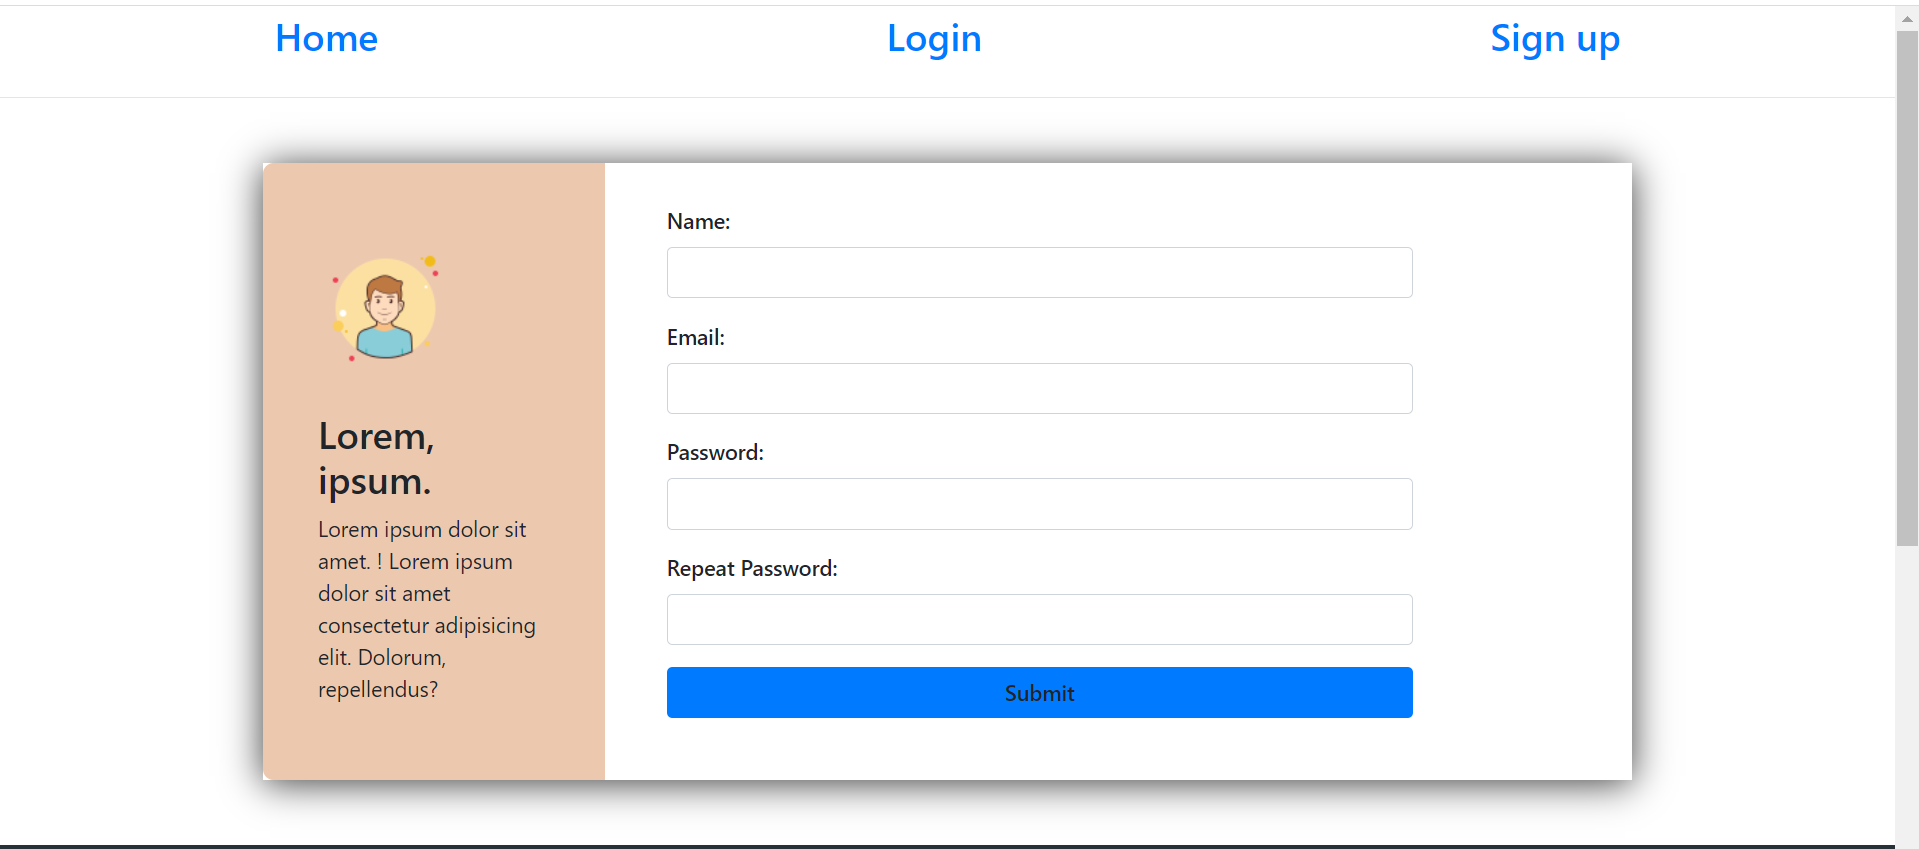 Home Login Sign up
Lorem,
ipsum.
Lorem ipsum dolor sit
amet. ! Lorem ipsum
dolor sit amet
consectetur adipisicing
elit. Dolorum,
repellendus?
Name:
Email:
Password:
Repeat Password:
Submit